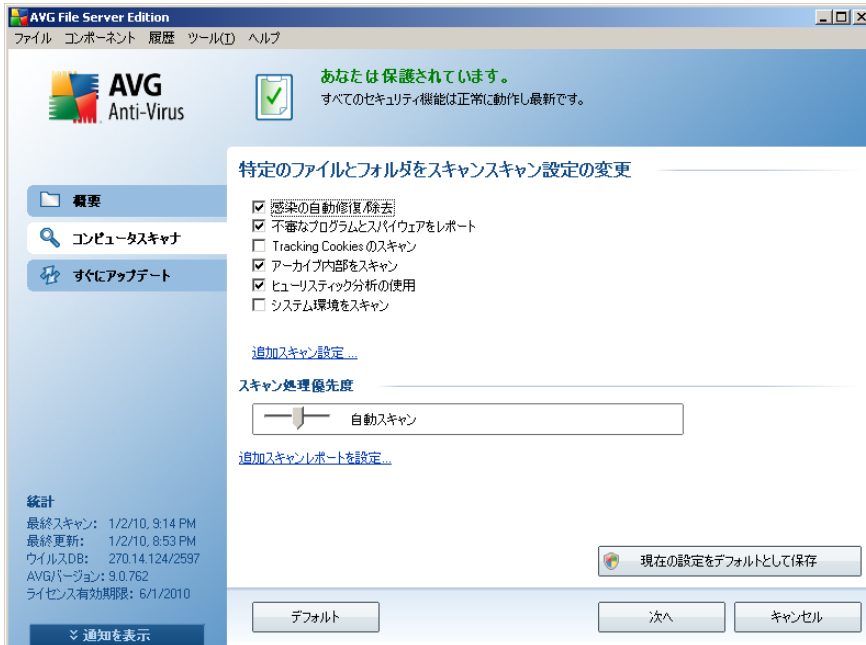 AVG File Server Edition
ファイル コンポーネント 履歴 ツール(T) ヘルプ
AVG
Anti-Virus
あなたは保護されています。
すべてのセキュリティ機能は正常に動作し最新です。
概要
コンピュータスキャナ
すぐにアップデート
特定のファイルとフォルダをスキャンスキャン設定の変更
感染の自動修復/除去
不審なプログラムとスパイウェアをレポート
Tracking Cookies のスキャン
アーカイブ内部をスキャン
ヒューリスティック分析の使用
システム環境をスキャン
追加スキャン設定 ...
スキャン処理優先度
自動スキャン
追加スキャンレポートを設定...
統計
最終スキャン: 1/2/10, 9:14 PM
最終更新: 1/2/10, 8:53 PM
ウイルスDB: 270.14.124/2597
AVGバージョン: 9.0.762
ライセンス有効期限: 6/1/2010
通知を表示
現在の設定をデフォルトとして保存
デフォルト
次へ
キャンセル